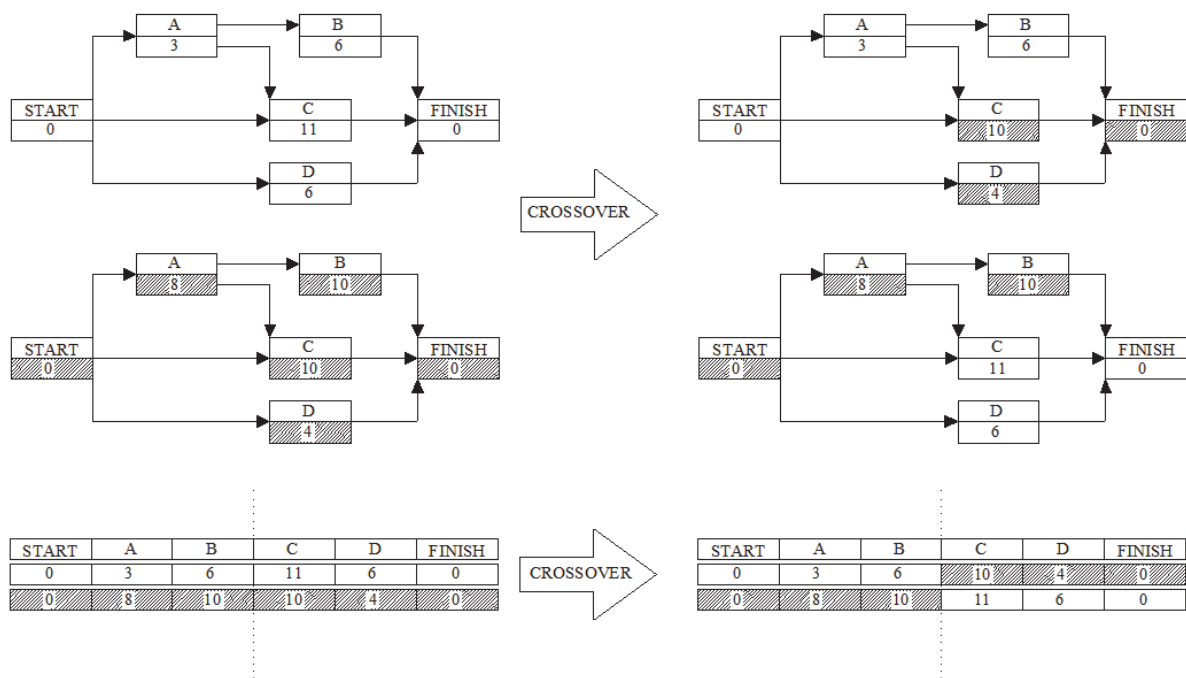 A
3
B
6
START
0
C
11
FINISH
0
D
6
A
8
B
10
START
0
C
10
FINISH
0
D
4
CROSSOVER
A
3
B
6
START
0
C
10
FINISH
0
D
4
A
8
B
10
START
0
C
11
FINISH
0
D
6
START A B C D FINISH
0 3 6 11 6 0
0 8 10 10 4 0
CROSSOVER
START A B C D FINISH
0 3 6 10 4 0
0 8 10 11 6 0